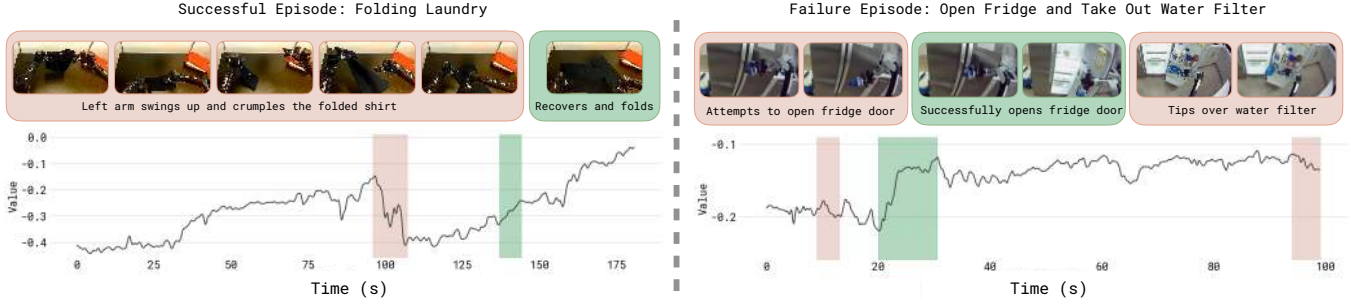 Successful Episode: Folding Laundry
Left arm swings up and crumples the folded shirt
Recovers and folds
0.0
-0.1
-0.2
-0.3
-0.4
Value
0
25
50
75
100
125
150
175
Time (s)
Failure Episode: Open Fridge and Take Out Water Filter
Attempts to open fridge door
Successfully opens fridge door
Tips over water filter
-0.1
-0.2
Value
0
20
40
60
80
100
Time (s)